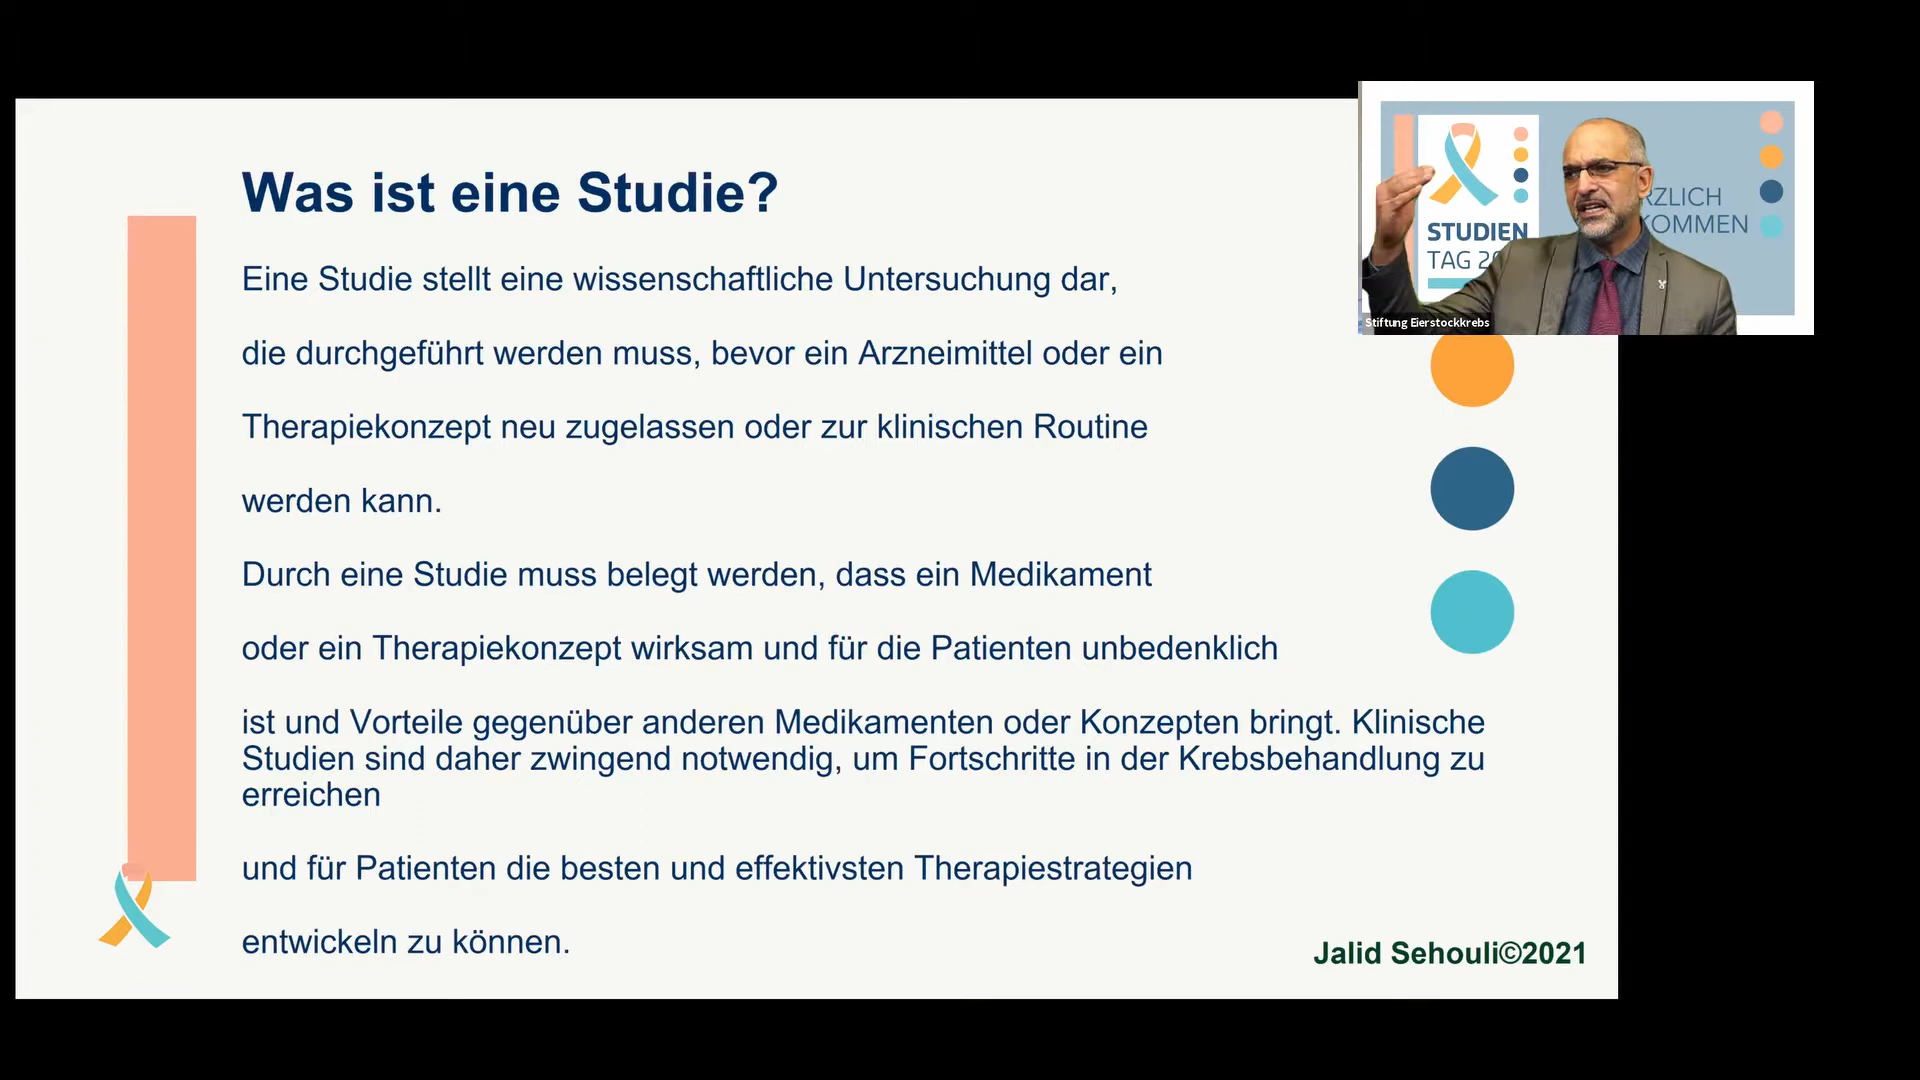 Was ist eine Studie?
Eine Studie stellt eine wissenschaftliche Untersuchung dar,
die durchgeführt werden muss, bevor ein Arzneimittel oder ein
Therapiekonzept neu zugelassen oder zur klinischen Routine
werden kann.
Durch eine Studie muss belegt werden, dass ein Medikament
oder ein Therapiekonzept wirksam und für die Patienten unbedenklich
ist und Vorteile gegenüber anderen Medikamenten oder Konzepten bringt. Klinische
Studien sind daher zwingend notwendig, um Fortschritte in der Krebsbehandlung zu
erreichen
und für Patienten die besten und effektivsten Therapiestrategien
entwickeln zu können.
Jalid Sehouli©2021
STUDIEN
TAG 20
RZLICH
KOMMEN
Stiftung Eierstockkrebs